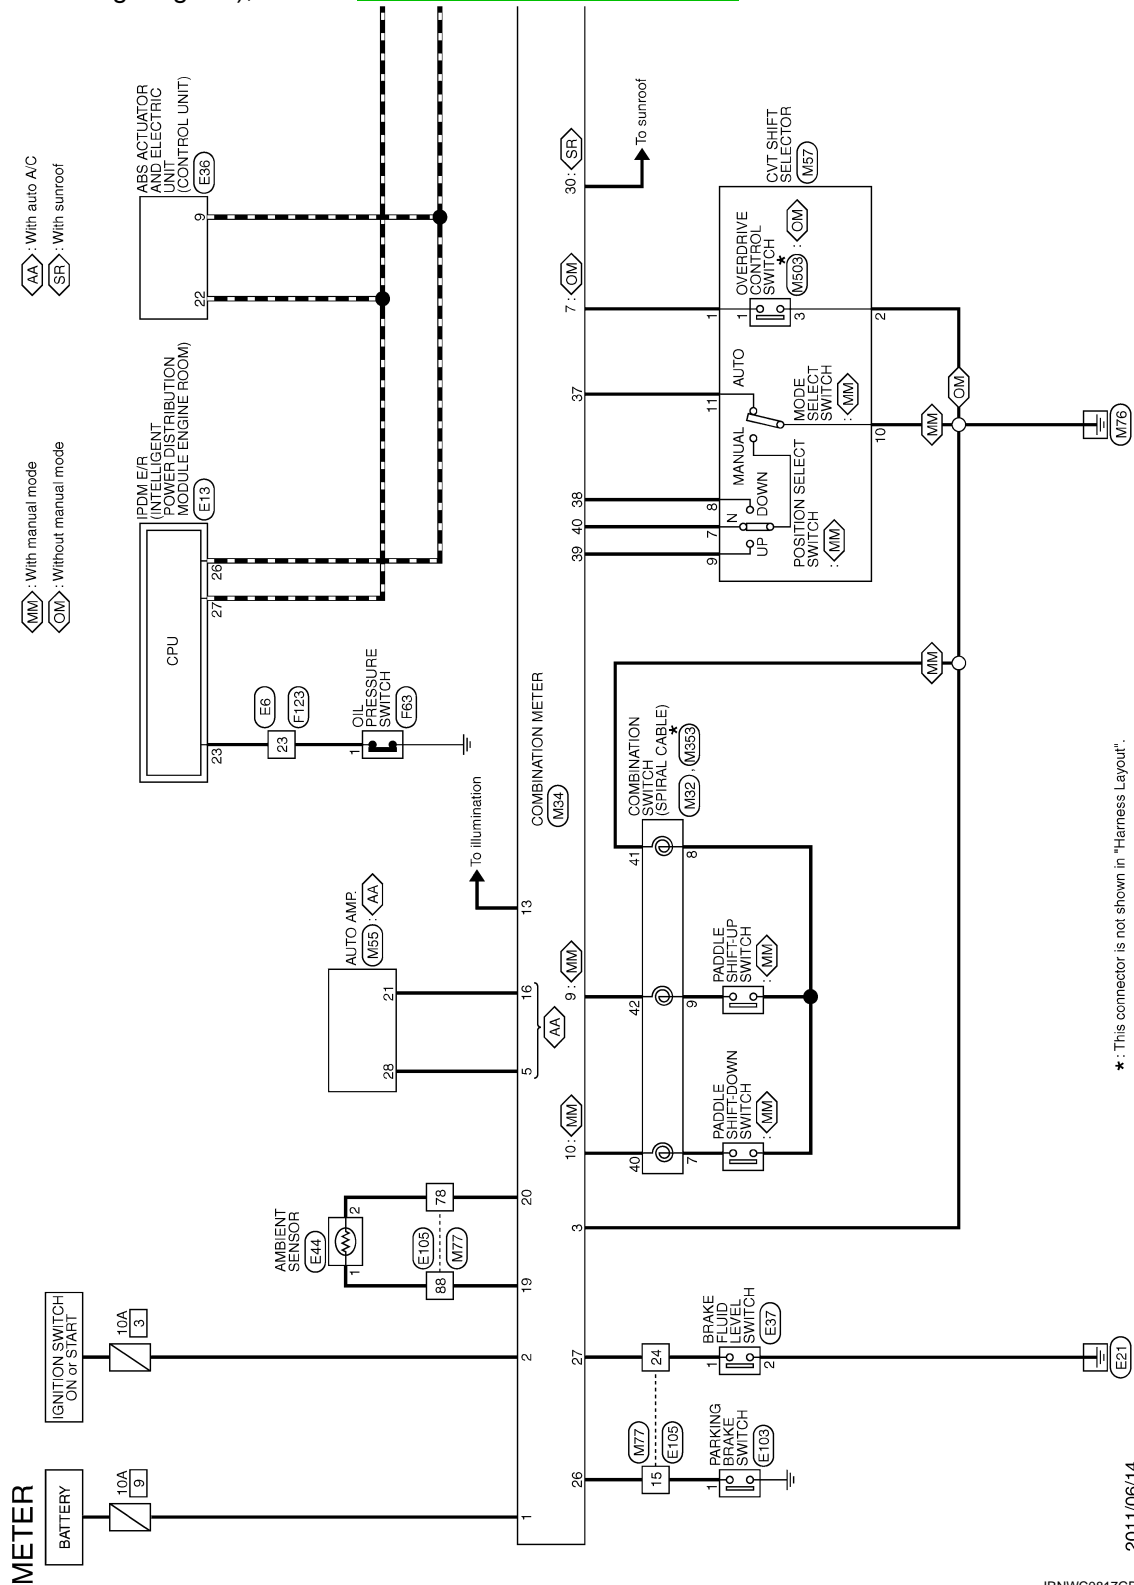 METER
BATTERY
10A
9
IGNITION SWITCH
ON or START
10A
3
MM : With manual mode
OM : Without manual mode
AA : With auto A/C
SR : With sunroof
AMBIENT
SENSOR
E44
1
2
E105
M77
88
78
AUTO AMP.
M55 : AA
28
21
To illumination
IPDM E/R
(INTELLIGENT
POWER DISTRIBUTION
MODULE ENGINE ROOM)
E13
CPU
23
27
26
E6
F123
23
OIL
PRESSURE
SWITCH
F63
1
ABS ACTUATOR
AND ELECTRIC
UNIT
(CONTROL UNIT)
E36
22
9
1
2
19
20
5
16
AA
13
COMBINATION METER
M34
26
27
3
10 : MM
9 : MM
39
40
38
37
7 : OM
30 : SR
To sunroof
M77
E105
15
24
PARKING
BRAKE
SWITCH
E103
1
BRAKE
FLUID
LEVEL
SWITCH
E37
1
2
E21
COMBINATION
SWITCH
(SPIRAL CABLE)
M32 , M353 *
40
42
41
7
9
8
PADDLE
SHIFT-DOWN
SWITCH
: MM
PADDLE
SHIFT-UP
SWITCH
: MM
MM
CVT SHIFT
SELECTOR
M57
9
7
8
11
1
UP
N
DOWN
MANUAL
AUTO
POSITION SELECT
SWITCH
: MM
MODE
SELECT
SWITCH
: MM
OVERDRIVE
CONTROL
SWITCH
M503 * : OM
1
3
10
2
MM
OM
M76
* : This connector is not shown in "Harness Layout".
2011/06/14